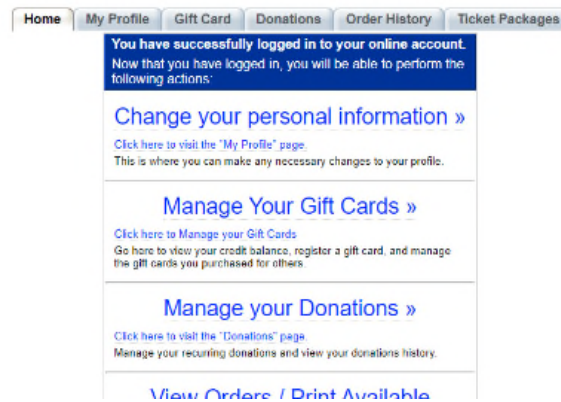 Home My Profile Gift Card Donations Order History Ticket Packages
You have successfully logged in to your online account.
Now that you have logged in, you will be able to perform the
following actions:
Change your personal information »
Click here to visit the "My Profile" page.
This is where you can make any necessary changes to your profile.
Manage Your Gift Cards »
Click here to Manage your Gift Cards
Go here to view your credit balance, register a gift card, and manage
the gift cards you purchased for others.
Manage your Donations »
Click here to visit the "Donations" page.
Manage your recurring donations and view your donations history.
View Orders / Print Available